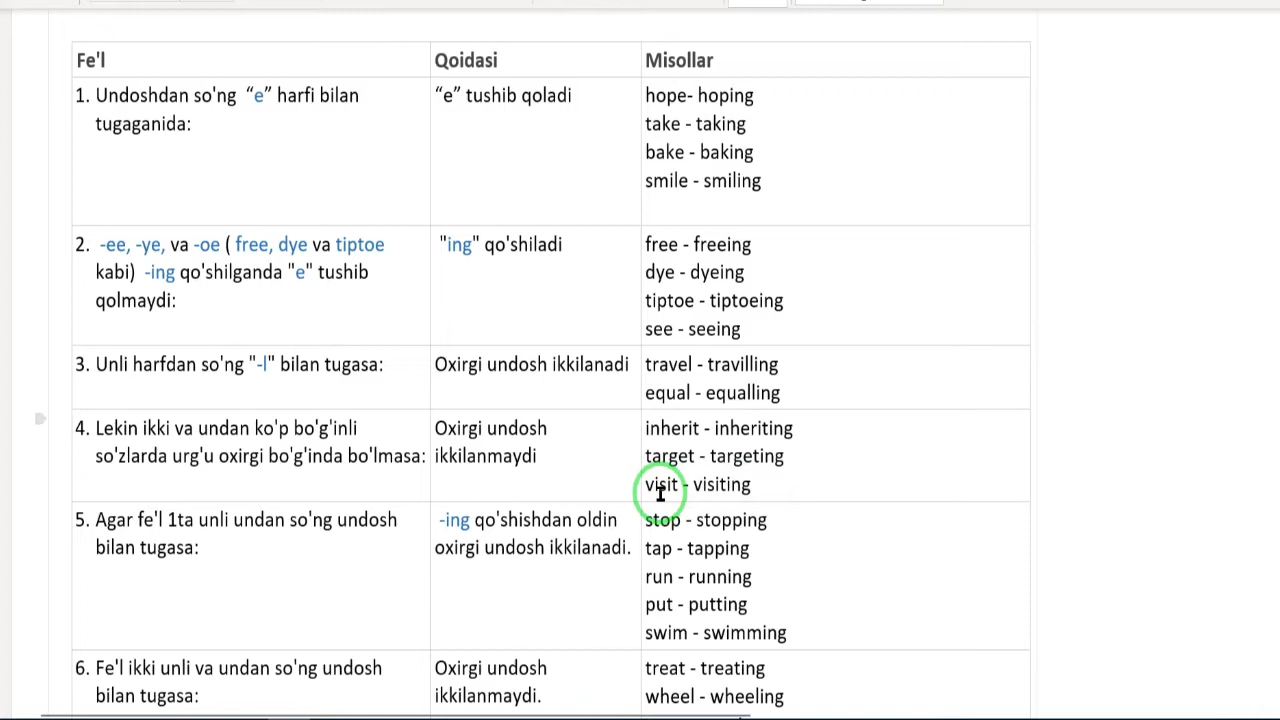 Fe'l Qoidasi Misollar
1. Undoshdan so'ng “e” harfi bilan
tugaganida:
“e” tushib qoladi
hope- hoping
take - taking
bake - baking
smile - smiling
2. -ee, -ye, va -oe ( free, dye va tiptoe
kabi) -ing qo'shilganda "e" tushib
qolmaydi:
"ing" qo'shiladi
free - freeing
dye - dyeing
tiptoe - tiptoeing
see - seeing
3. Unli harfdan so'ng "-l" bilan tugasa:
Oxirgi undosh ikkilanadi
travel - travilling
equal - equalling
4. Lekin ikki va undan ko'p bo'g'inli
so'zlarda urg'u oxirgi bo'g'inda bo'lmasa:
Oxirgi undosh
ikkilanmaydi
inherit - inheriting
target - targeting
visit - visiting
5. Agar fe'l 1ta unli undan so'ng undosh
bilan tugasa:
-ing qo'shishdan oldin
oxirgi undosh ikkilanadi.
stop - stopping
tap - tapping
run - running
put - putting
swim - swimming
6. Fe'l ikki unli va undan so'ng undosh
bilan tugasa:
Oxirgi undosh
ikkilanmaydi.
treat - treating
wheel - wheeling